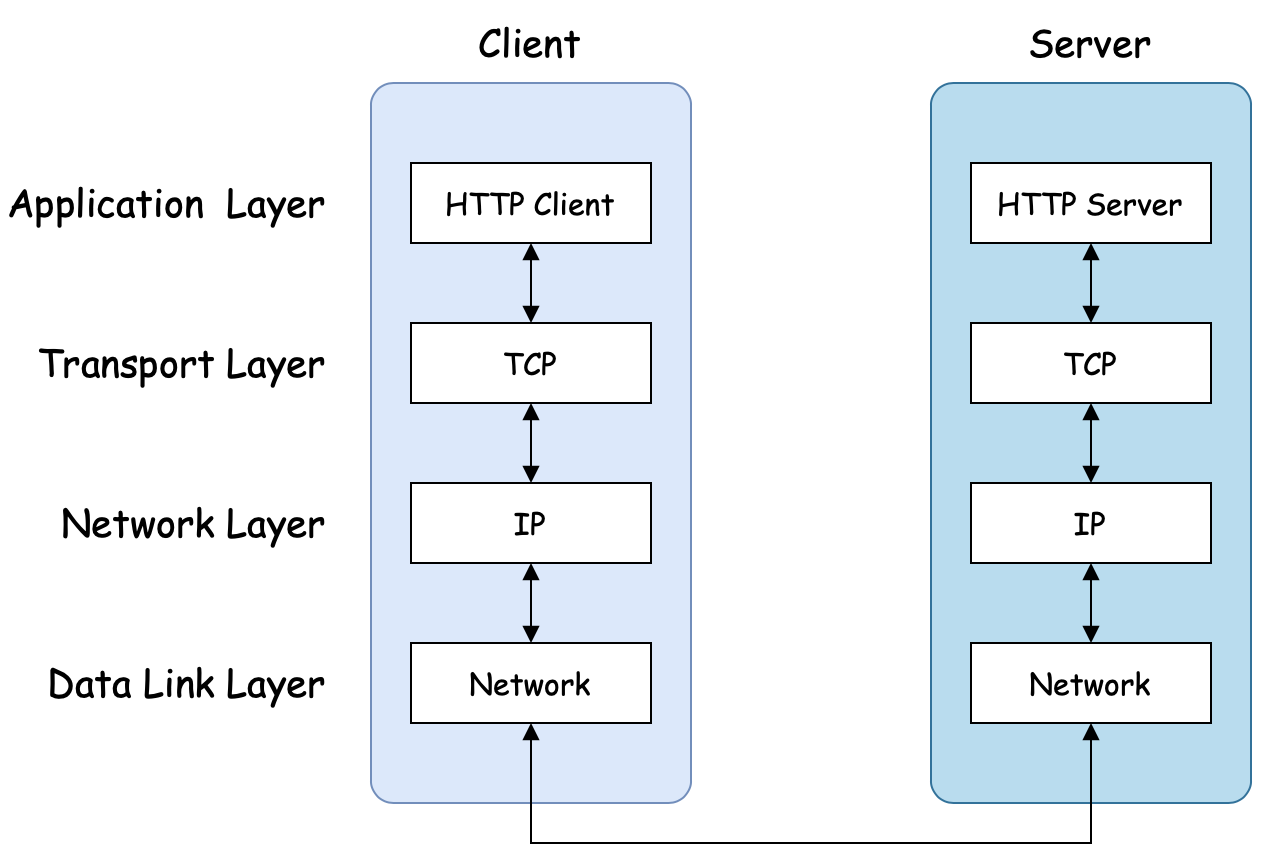 Client
Server
Application  Layer
HTTP Client
HTTP Server
Transport Layer
TCP
TCP
Network Layer
IP
IP
Data Link Layer
Network
Network